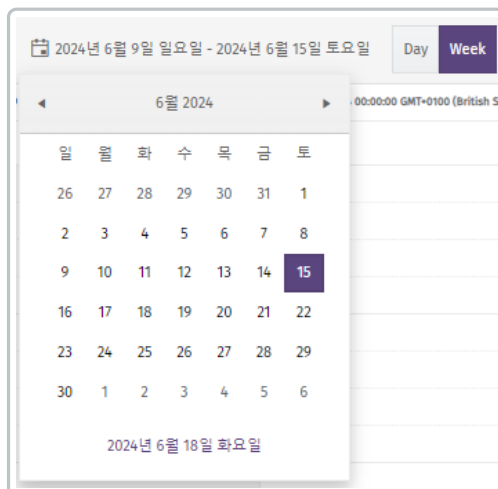 2024년 6월 9일 일요일 - 2024년 6월 15일 토요일 Day Week
6월 2024
00:00:00 GMT+0100 (British S
일 월 화 수 목 금 토
26 27 28 29 30 31 1
2 3 4 5 6 7 8
9 10 11 12 13 14 15
16 17 18 19 20 21 22
23 24 25 26 27 28 29
30 1 2 3 4 5 6
2024년 6월 18일 화요일